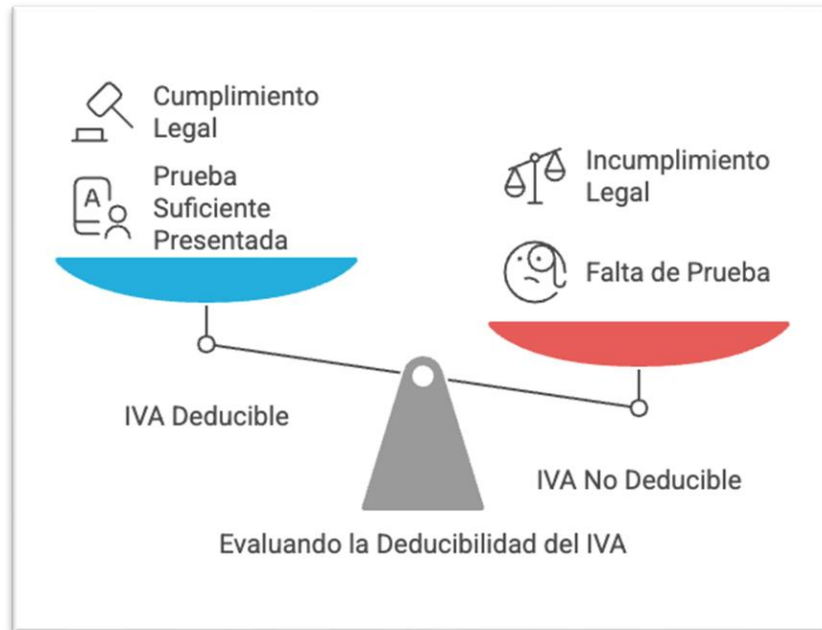 Cumplimiento
Legal
Prueba
Suficiente
Presentada
A
Incumplimiento
Legal
Falta de Prueba
IVA Deducible
IVA No Deducible
Evaluando la Deducibilidad del IVA